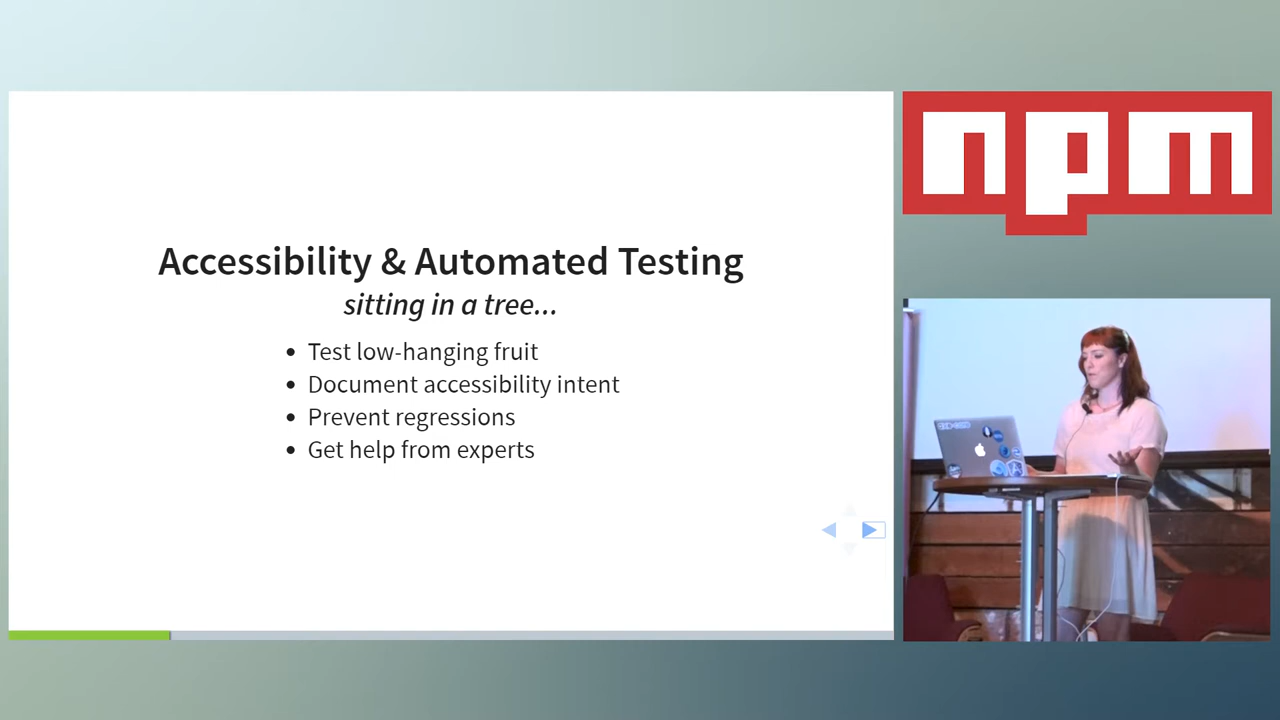 Accessibility & Automated Testing
sitting in a tree...
Test low-hanging fruit
Document accessibility intent
Prevent regressions
Get help from experts
npm